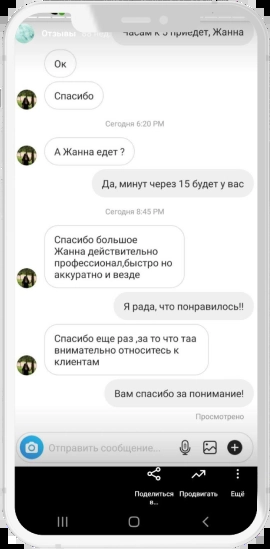 Отзывы
Часам к 5 приедет, Жанна
Ок
Спасибо
Сегодня 6:20 PM
А Жанна едет ?
Да, минут через 15 будет у вас
Сегодня 8:45 PM
Спасибо большое
Жанна действительно
профессионал,быстро но
аккуратно и везде
Я рада, что понравилось!!
Спасибо еще раз ,за то что таа
внимательно относитесь к
клиентам
Вам спасибо за понимание!
Просмотрено
Отправить сообщение...
Поделиться
в...
Продвигать
Ещё